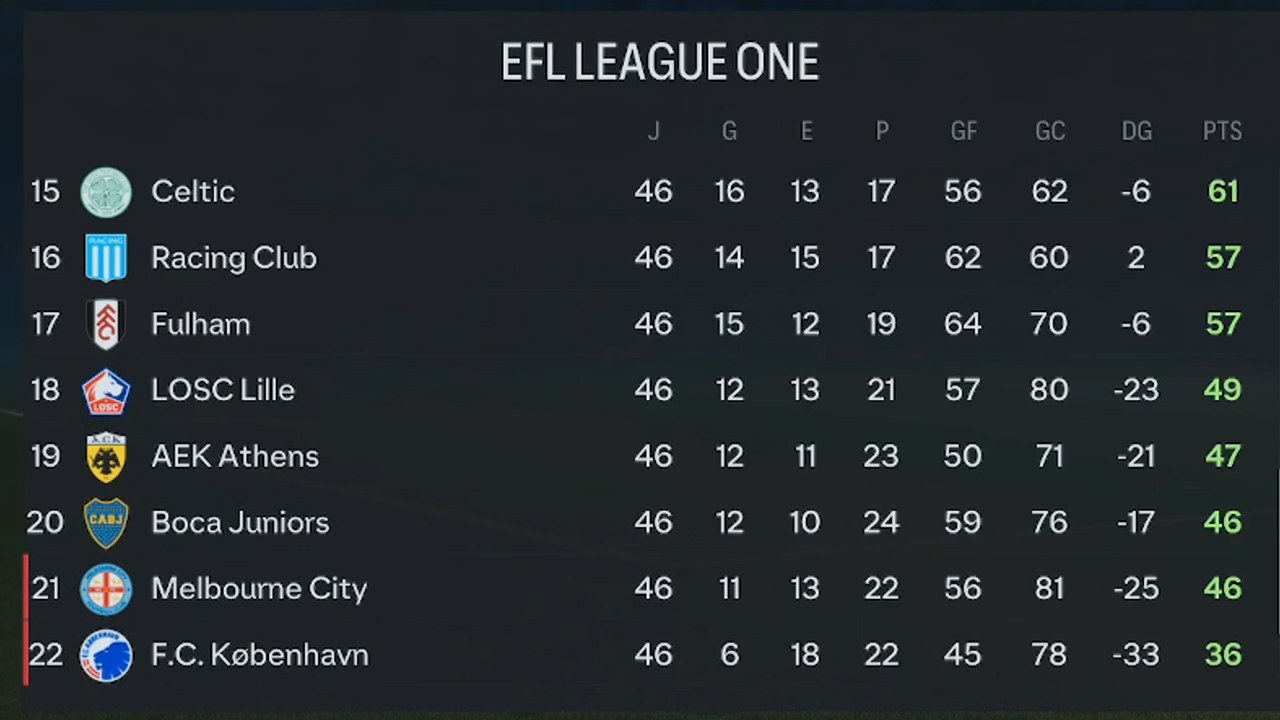 EFL LEAGUE ONE
J G E P GF GC DG PTS
15 Celtic 46 16 13 17 56 62 -6 61
16 RACING Racing Club 46 14 15 17 62 60 2 57
17 Fulham 46 15 12 19 64 70 -6 57
18 LOSC LOSC Lille 46 12 13 21 57 80 -23 49
19 AEK Athens 46 12 11 23 50 71 -21 47
20 CABJ Boca Juniors 46 12 10 24 59 76 -17 46
21 Melbourne City 46 11 13 22 56 81 -25 46
22 F.C. København 46 6 18 22 45 78 -33 36